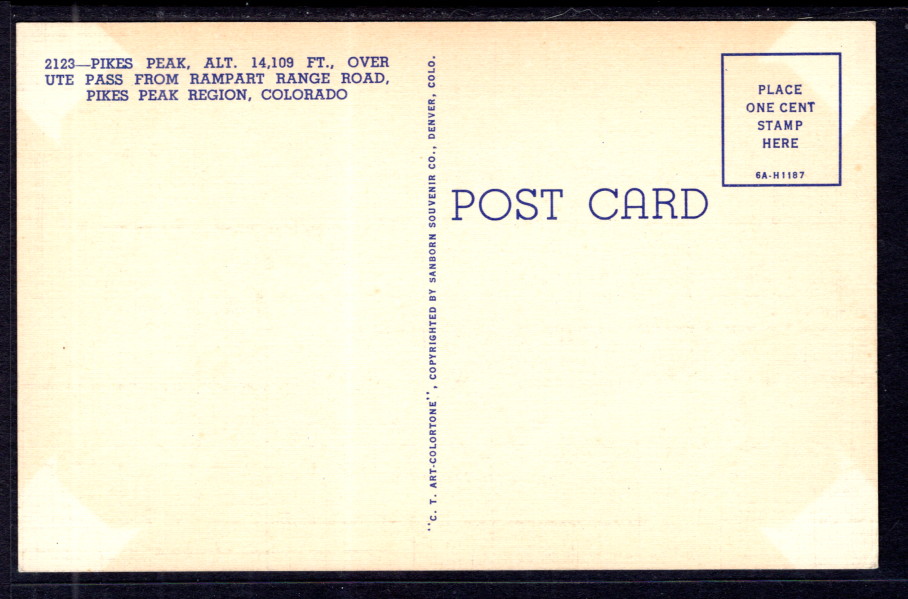 2123—PIKES PEAK, ALT. 14,109 FT., OVER
UTE PASS FROM RAMPART RANGE ROAD,
PIKES PEAK REGION, COLORADO
"C. T. ART-COLORTONE", COPYRIGHTED BY SANBORN SOUVENIR CO., DENVER, COLO.
POST CARD
PLACE
ONE CENT
STAMP
HERE
6A-H1187